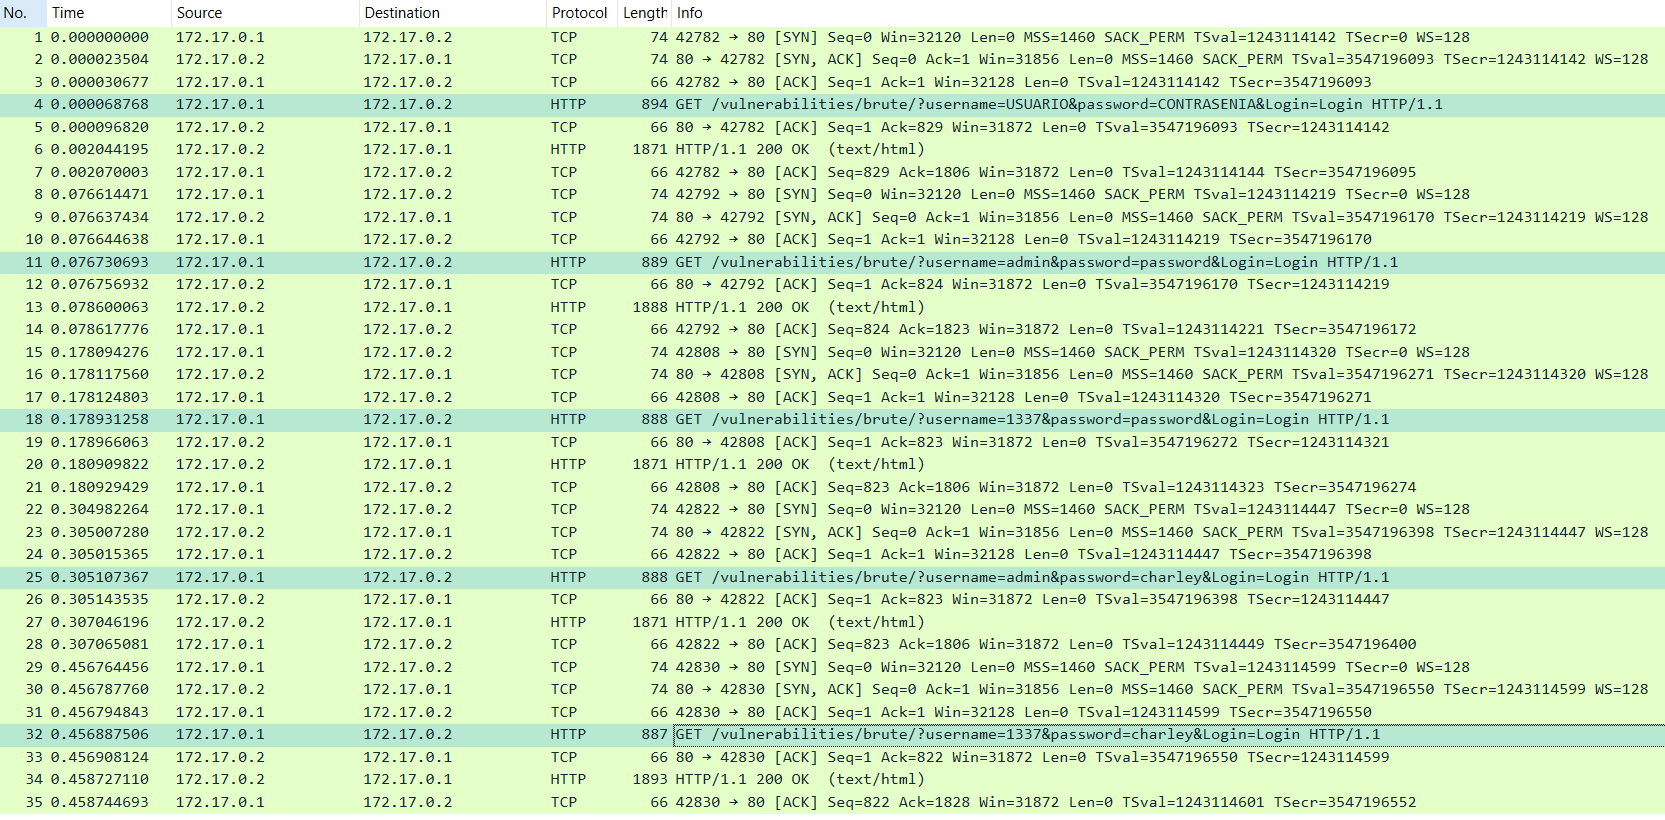 No. Time Source Destination Protocol Length Info
1 0.000000000 172.17.0.1 172.17.0.2 TCP 74 42782 → 80 [SYN] Seq=0 Win=32120 Len=0 MSS=1460 SACK_PERM TSval=1243114142 TSecr=0 WS=128
2 0.000023504 172.17.0.2 172.17.0.1 TCP 74 80 → 42782 [SYN, ACK] Seq=0 Ack=1 Win=31856 Len=0 MSS=1460 SACK_PERM TSval=3547196093 TSecr=1243114142 WS=128
3 0.000030677 172.17.0.1 172.17.0.2 TCP 66 42782 → 80 [ACK] Seq=1 Ack=1 Win=32128 Len=0 TSval=1243114142 TSecr=3547196093
4 0.000068768 172.17.0.1 172.17.0.2 HTTP 894 GET /vulnerabilities/brute/?username=USUARIO&password=CONTRASENIA&Login=Login HTTP/1.1
5 0.000096820 172.17.0.2 172.17.0.1 TCP 66 80 → 42782 [ACK] Seq=1 Ack=829 Win=31872 Len=0 TSval=3547196093 TSecr=1243114142
6 0.002044195 172.17.0.2 172.17.0.1 HTTP 1871 HTTP/1.1 200 OK (text/html)
7 0.002070003 172.17.0.1 172.17.0.2 TCP 66 42782 → 80 [ACK] Seq=829 Ack=1806 Win=31872 Len=0 TSval=1243114144 TSecr=3547196095
8 0.076614471 172.17.0.1 172.17.0.2 TCP 74 42792 → 80 [SYN] Seq=0 Win=32120 Len=0 MSS=1460 SACK_PERM TSval=1243114219 TSecr=0 WS=128
9 0.076637434 172.17.0.2 172.17.0.1 TCP 74 80 → 42792 [SYN, ACK] Seq=0 Ack=1 Win=31856 Len=0 MSS=1460 SACK_PERM TSval=3547196170 TSecr=1243114219 WS=128
10 0.076644638 172.17.0.1 172.17.0.2 TCP 66 42792 → 80 [ACK] Seq=1 Ack=1 Win=32128 Len=0 TSval=1243114219 TSecr=3547196170
11 0.076730693 172.17.0.1 172.17.0.2 HTTP 889 GET /vulnerabilities/brute/?username=admin&password=password&Login=Login HTTP/1.1
12 0.076756932 172.17.0.2 172.17.0.1 TCP 66 80 → 42792 [ACK] Seq=1 Ack=824 Win=31872 Len=0 TSval=3547196170 TSecr=1243114219
13 0.078600063 172.17.0.2 172.17.0.1 HTTP 1888 HTTP/1.1 200 OK (text/html)
14 0.078617776 172.17.0.1 172.17.0.2 TCP 66 42792 → 80 [ACK] Seq=824 Ack=1823 Win=31872 Len=0 TSval=1243114221 TSecr=3547196172
15 0.178094276 172.17.0.1 172.17.0.2 TCP 74 42808 → 80 [SYN] Seq=0 Win=32120 Len=0 MSS=1460 SACK_PERM TSval=1243114320 TSecr=0 WS=128
16 0.178117560 172.17.0.2 172.17.0.1 TCP 74 80 → 42808 [SYN, ACK] Seq=0 Ack=1 Win=31856 Len=0 MSS=1460 SACK_PERM TSval=3547196271 TSecr=1243114320 WS=128
17 0.178124803 172.17.0.1 172.17.0.2 TCP 66 42808 → 80 [ACK] Seq=1 Ack=1 Win=32128 Len=0 TSval=1243114320 TSecr=3547196271
18 0.178931258 172.17.0.1 172.17.0.2 HTTP 888 GET /vulnerabilities/brute/?username=1337&password=password&Login=Login HTTP/1.1
19 0.178966063 172.17.0.2 172.17.0.1 TCP 66 80 → 42808 [ACK] Seq=1 Ack=823 Win=31872 Len=0 TSval=3547196272 TSecr=1243114321
20 0.180909822 172.17.0.2 172.17.0.1 HTTP 1871 HTTP/1.1 200 OK (text/html)
21 0.180929429 172.17.0.1 172.17.0.2 TCP 66 42808 → 80 [ACK] Seq=823 Ack=1806 Win=31872 Len=0 TSval=1243114323 TSecr=3547196274
22 0.304982264 172.17.0.1 172.17.0.2 TCP 74 42822 → 80 [SYN] Seq=0 Win=32120 Len=0 MSS=1460 SACK_PERM TSval=1243114447 TSecr=0 WS=128
23 0.305007280 172.17.0.2 172.17.0.1 TCP 74 80 → 42822 [SYN, ACK] Seq=0 Ack=1 Win=31856 Len=0 MSS=1460 SACK_PERM TSval=3547196398 TSecr=1243114447 WS=128
24 0.305015365 172.17.0.1 172.17.0.2 TCP 66 42822 → 80 [ACK] Seq=1 Ack=1 Win=32128 Len=0 TSval=1243114447 TSecr=3547196398
25 0.305107367 172.17.0.1 172.17.0.2 HTTP 888 GET /vulnerabilities/brute/?username=admin&password=charley&Login=Login HTTP/1.1
26 0.305143535 172.17.0.2 172.17.0.1 TCP 66 80 → 42822 [ACK] Seq=1 Ack=823 Win=31872 Len=0 TSval=3547196398 TSecr=1243114447
27 0.307046196 172.17.0.2 172.17.0.1 HTTP 1871 HTTP/1.1 200 OK (text/html)
28 0.307065081 172.17.0.1 172.17.0.2 TCP 66 42822 → 80 [ACK] Seq=823 Ack=1806 Win=31872 Len=0 TSval=1243114449 TSecr=3547196400
29 0.456764456 172.17.0.1 172.17.0.2 TCP 74 42830 → 80 [SYN] Seq=0 Win=32120 Len=0 MSS=1460 SACK_PERM TSval=1243114599 TSecr=0 WS=128
30 0.456787760 172.17.0.2 172.17.0.1 TCP 74 80 → 42830 [SYN, ACK] Seq=0 Ack=1 Win=31856 Len=0 MSS=1460 SACK_PERM TSval=3547196550 TSecr=1243114599 WS=128
31 0.456794843 172.17.0.1 172.17.0.2 TCP 66 42830 → 80 [ACK] Seq=1 Ack=1 Win=32128 Len=0 TSval=1243114599 TSecr=3547196550
32 0.456887506 172.17.0.1 172.17.0.2 HTTP 887 GET /vulnerabilities/brute/?username=1337&password=charley&Login=Login HTTP/1.1
33 0.456908124 172.17.0.2 172.17.0.1 TCP 66 80 → 42830 [ACK] Seq=1 Ack=822 Win=31872 Len=0 TSval=3547196550 TSecr=1243114599
34 0.458727110 172.17.0.2 172.17.0.1 HTTP 1893 HTTP/1.1 200 OK (text/html)
35 0.458744693 172.17.0.1 172.17.0.2 TCP 66 42830 → 80 [ACK] Seq=822 Ack=1828 Win=31872 Len=0 TSval=1243114601 TSecr=3547196552